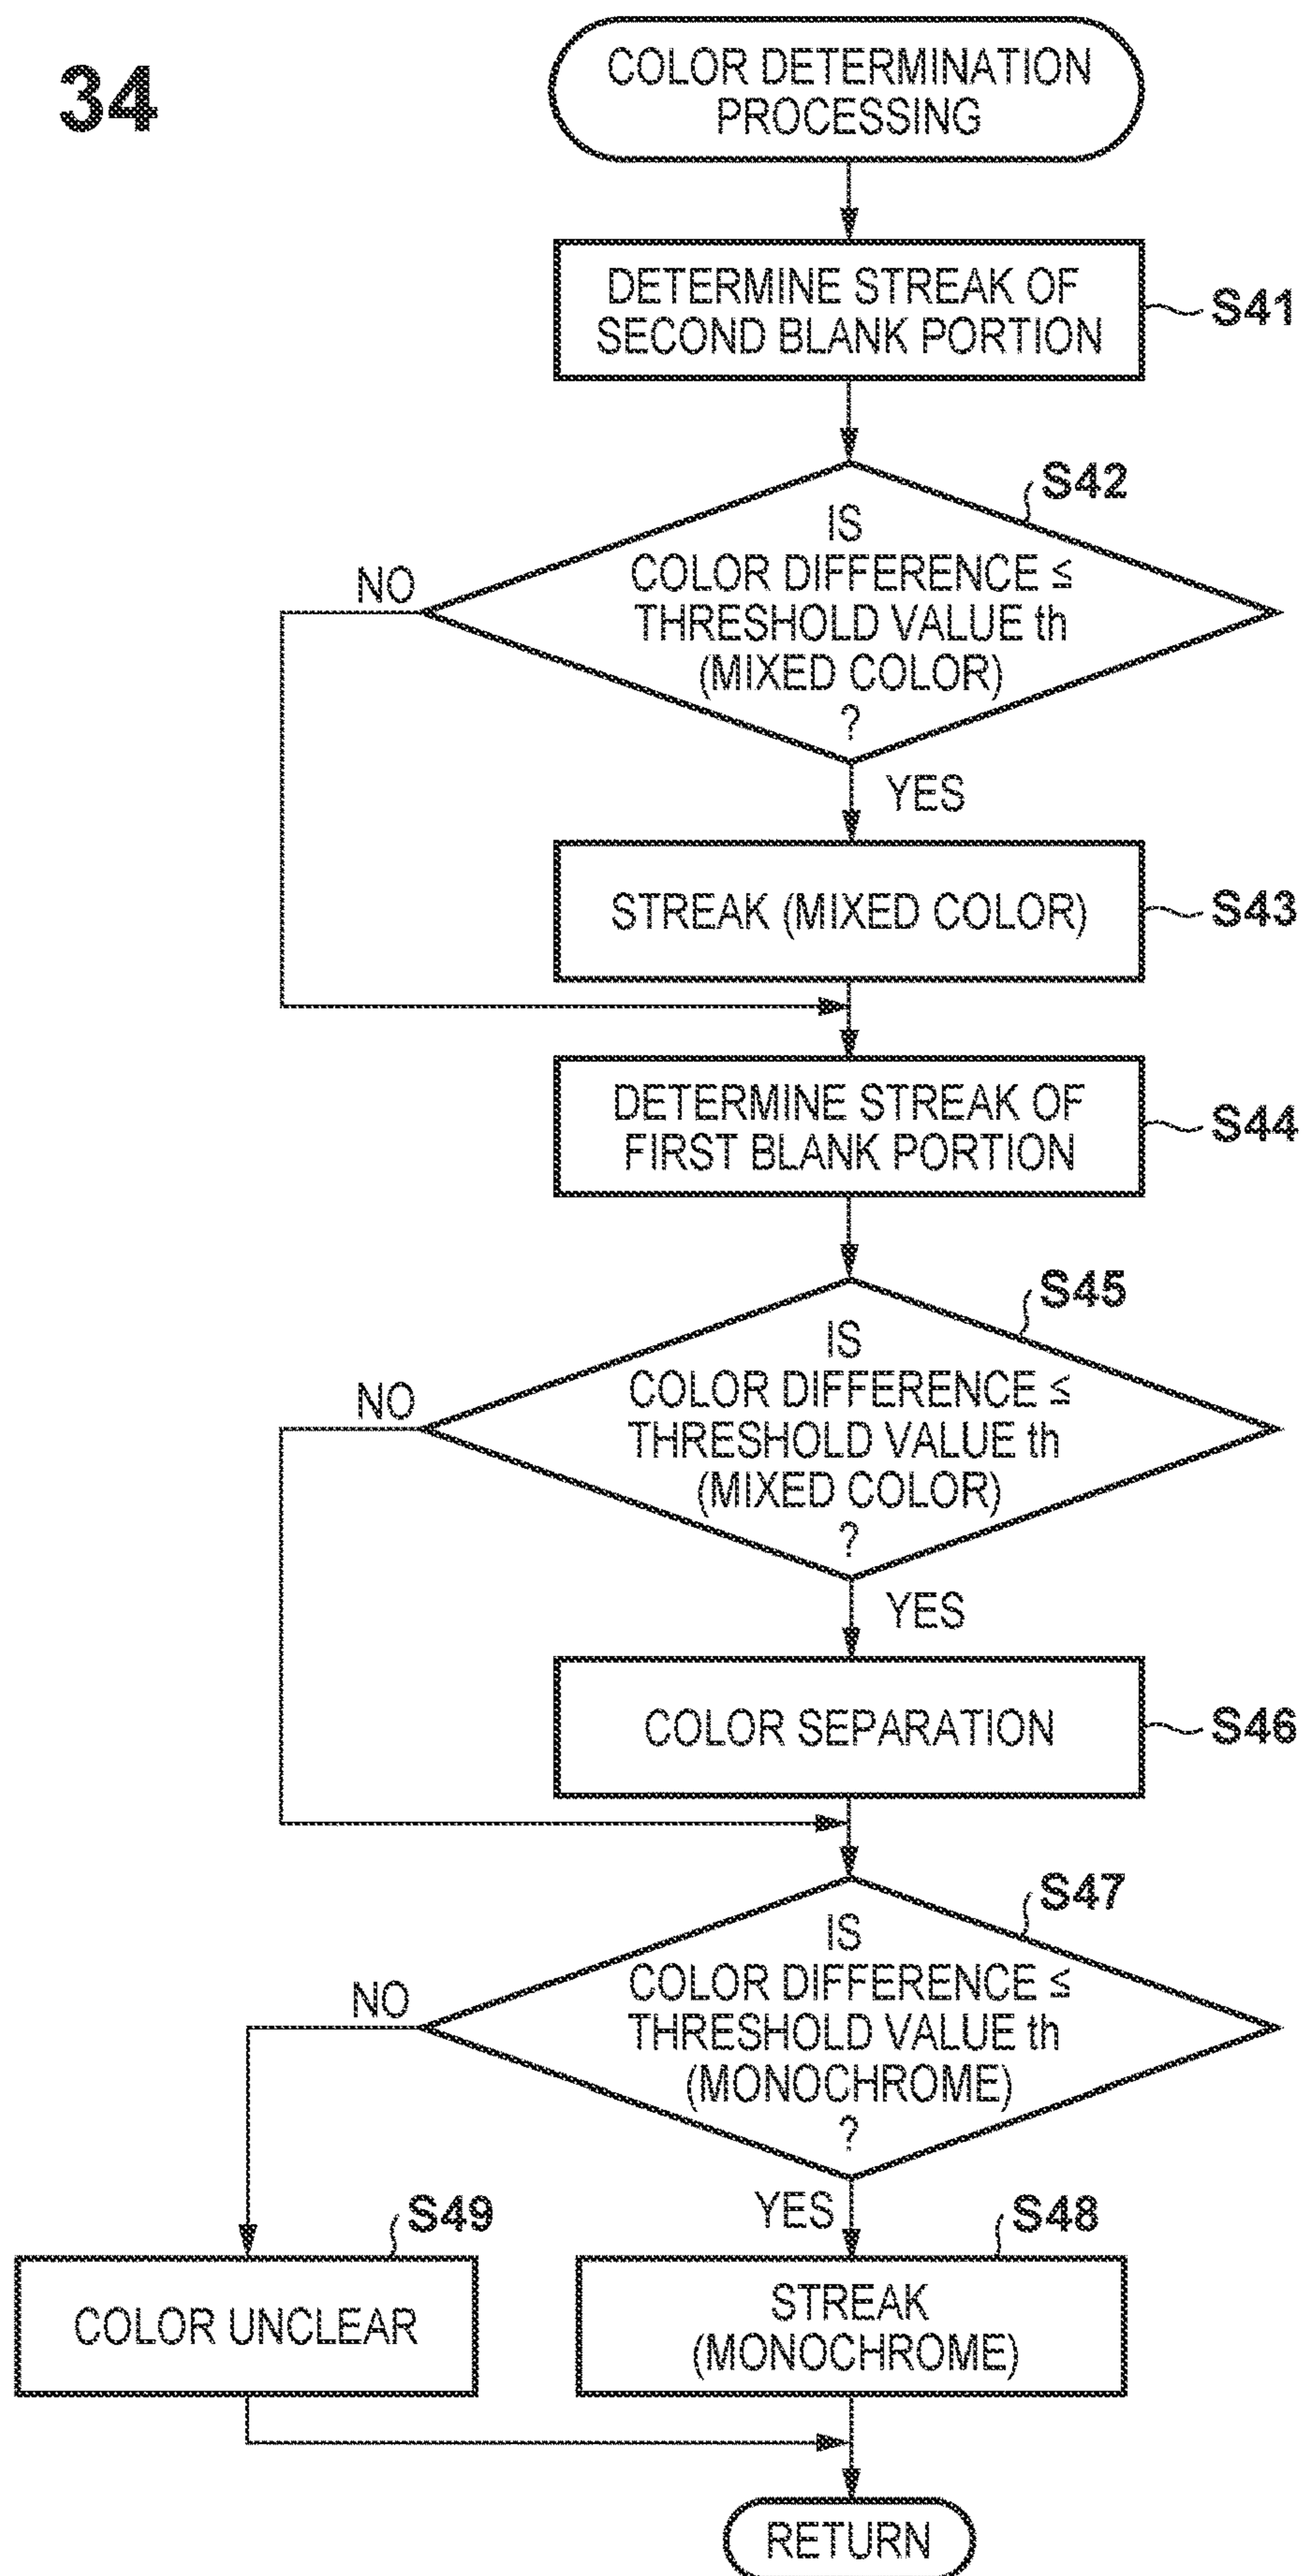 34
COLOR DETERMINATION
PROCESSING
DETERMINE STREAK OF
SECOND BLANK PORTION
S41
S42
IS
COLOR DIFFERENCE ≤
THRESHOLD VALUE th
(MIXED COLOR)
?
NO
YES
STREAK (MIXED COLOR)
S43
DETERMINE STREAK OF
FIRST BLANK PORTION
S44
S45
IS
COLOR DIFFERENCE ≤
THRESHOLD VALUE th
(MIXED COLOR)
?
NO
YES
COLOR SEPARATION
S46
S47
IS
COLOR DIFFERENCE ≤
THRESHOLD VALUE th
(MONOCHROME)
?
NO
YES
S49
S48
COLOR UNCLEAR
STREAK
(MONOCHROME)
RETURN